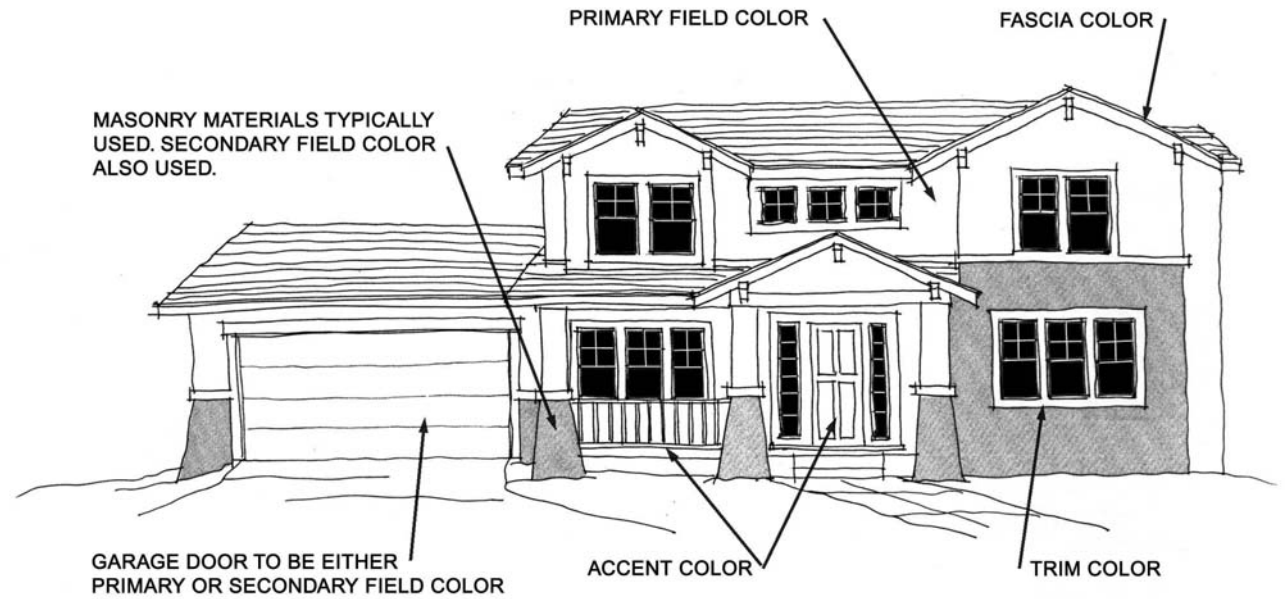 PRIMARY FIELD COLOR
FASCIA COLOR
MASONRY MATERIALS TYPICALLY
USED. SECONDARY FIELD COLOR
ALSO USED.
GARAGE DOOR TO BE EITHER
PRIMARY OR SECONDARY FIELD COLOR
ACCENT COLOR
TRIM COLOR